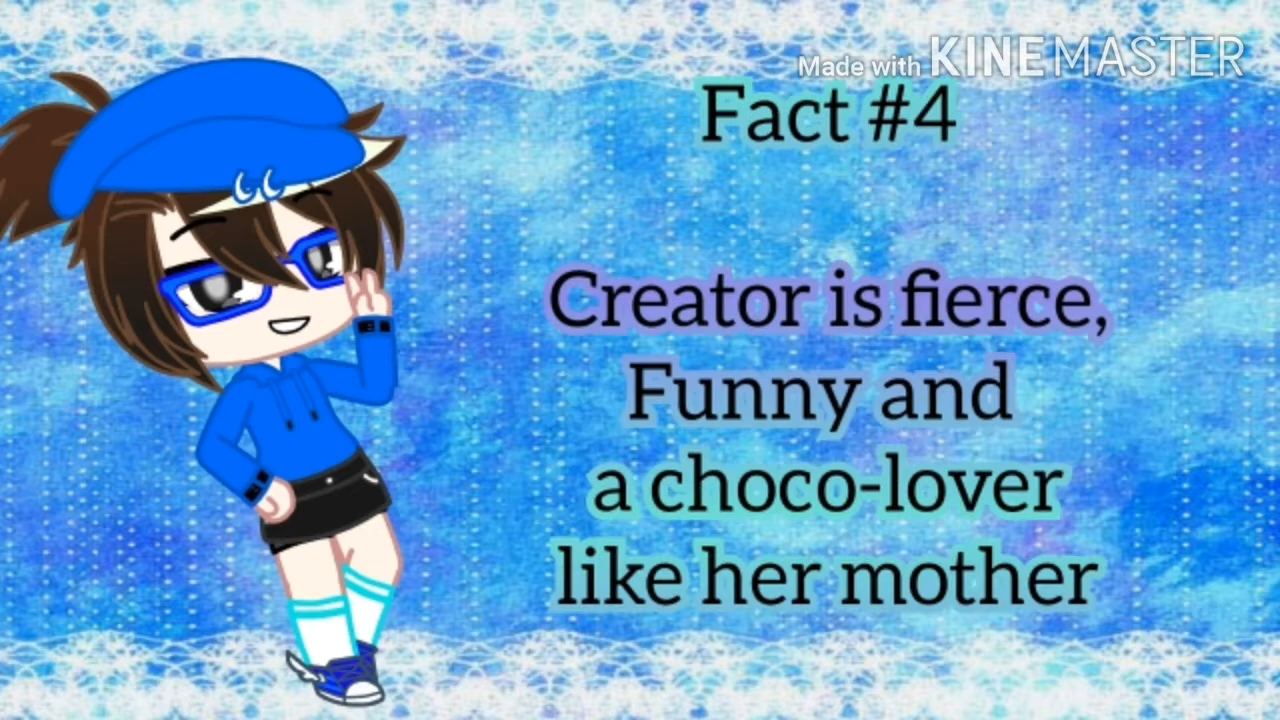 Made with KINEMASTER
Fact #4
Creator is fierce,
Funny and
a choco-lover
like her mother